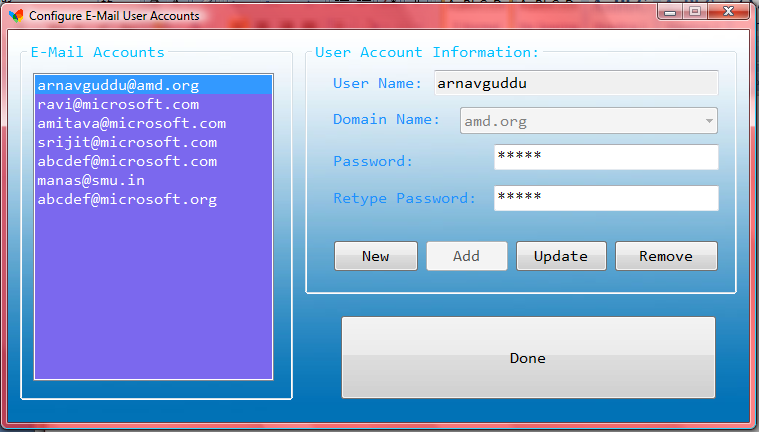 Configure E-Mail User Accounts
E-Mail Accounts
arnavguddu@amd.org
ravi@microsoft.com
amitava@microsoft.com
srijit@microsoft.com
abcdef@microsoft.com
manas@smu.in
abcdef@microsoft.org
User Account Information:
User Name: arnavguddu
Domain Name: amd.org
Password: *****
Retype Password: *****
New Add Update Remove
Done